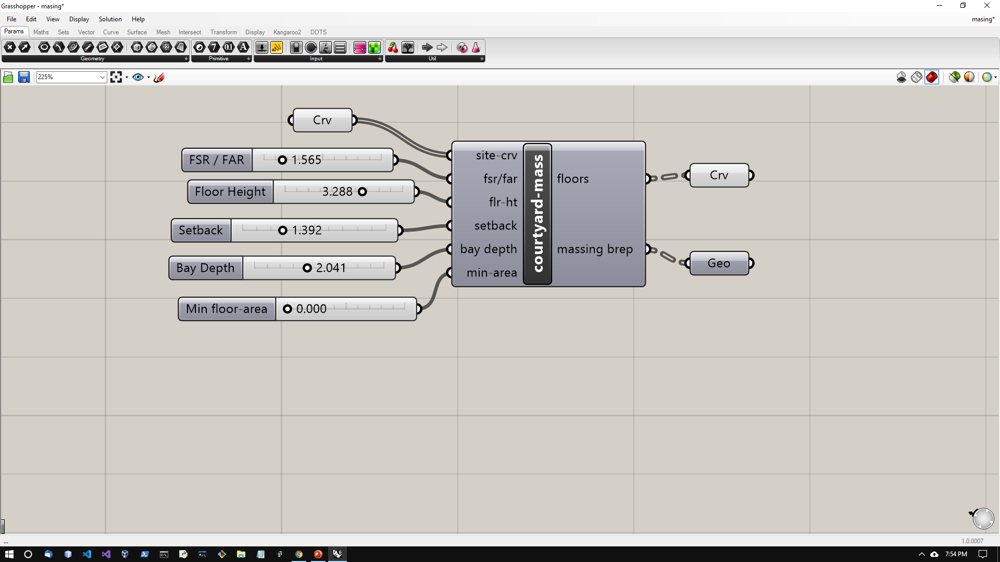 Grasshopper - masing*
File Edit View Display Solution Help
masing*
Params Maths Sets Vector Curve Surface Mesh Intersect Transform Display Kangaroo2 DOTS
Geometry Primitive Input Util
225%
Crv
FSR / FAR 1.565
Floor Height 3.288
Setback 1.392
Bay Depth 2.041
Min floor-area 0.000
site-crv
fsr/far
flr-ht
setback
bay depth
min-area
courtyard-mass
floors
massing brep
Crv
Geo
...
1.0.0007
7:54 PM